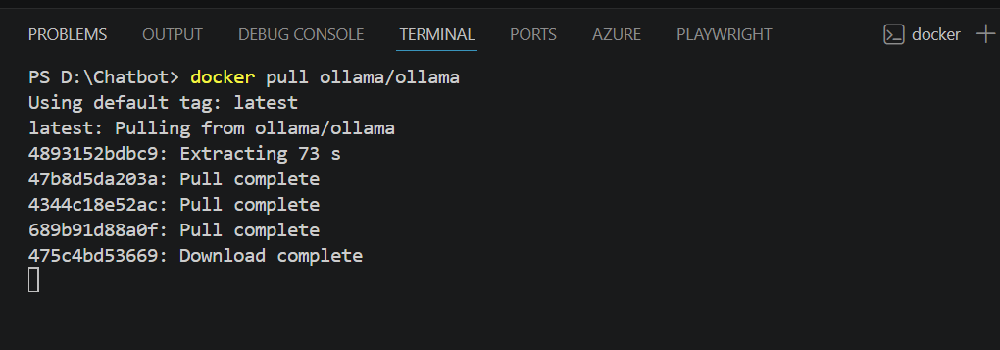 PROBLEMS OUTPUT DEBUG CONSOLE TERMINAL PORTS AZURE PLAYWRIGHT docker
PS D:\Chatbot> docker pull ollama/ollama
Using default tag: latest
latest: Pulling from ollama/ollama
4893152bdbc9: Extracting 73 s
47b8d5da203a: Pull complete
4344c18e52ac: Pull complete
689b91d88a0f: Pull complete
475c4bd53669: Download complete